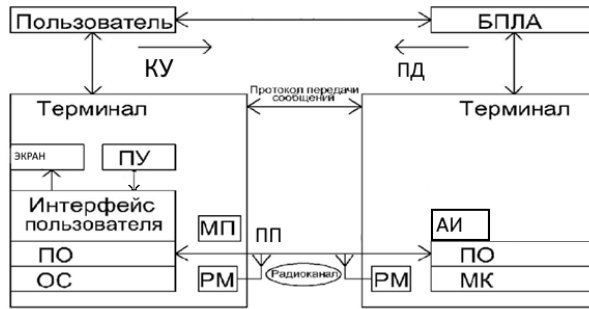 Пользователь
БПЛА
КУ
ПД
Протокол передачи
сообщений
Терминал
Терминал
ЭКРАН
ПУ
Интерфейс
пользователя
МП
ПП
АИ
ПО
ПО
ОС
РМ
Радиоканал
РМ
МК